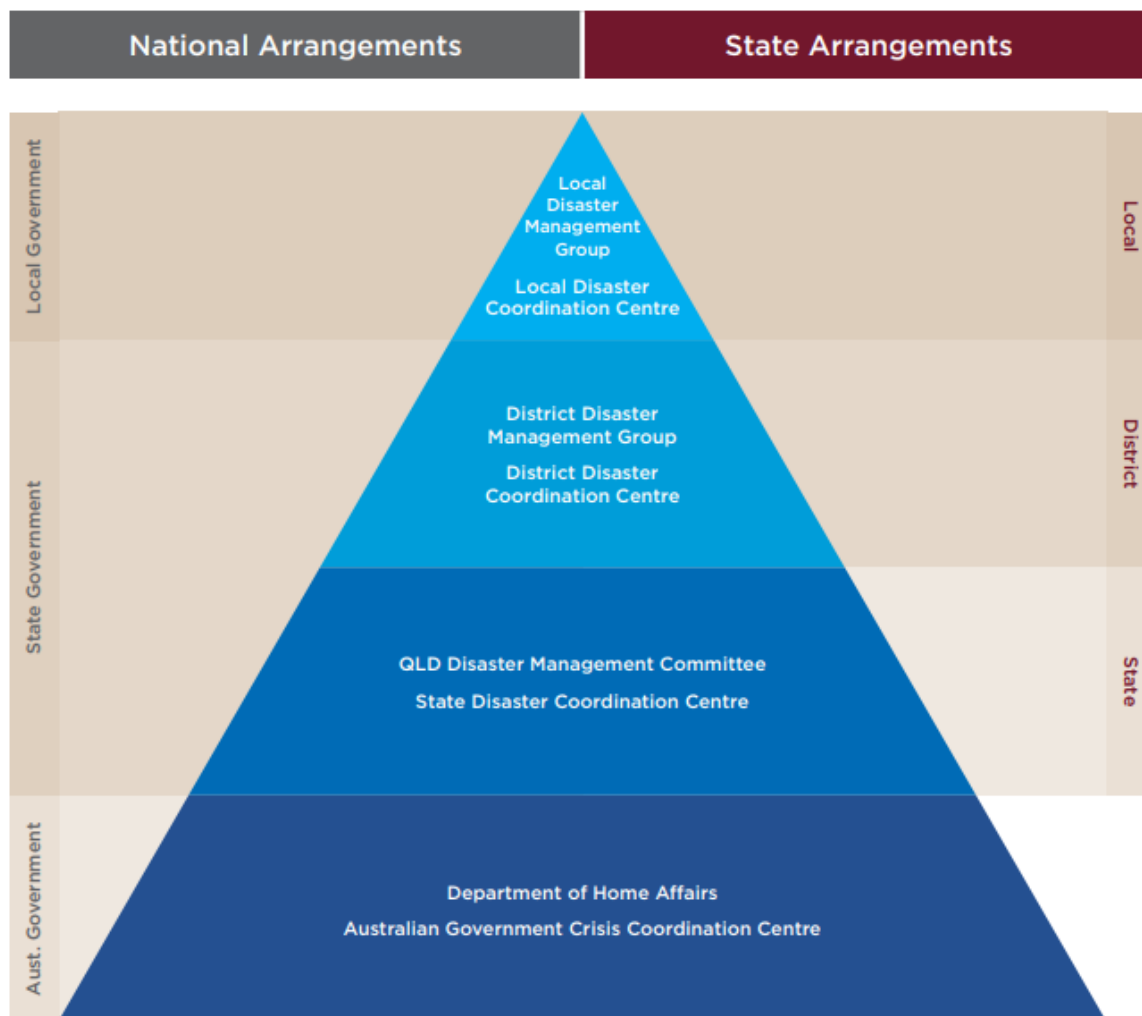 National Arrangements
State Arrangements
Local Government
Local
Disaster
Management
Group
Local Disaster
Coordination Centre
Local
State Government
District Disaster
Management Group
District Disaster
Coordination Centre
District
QLD Disaster Management Committee
State Disaster Coordination Centre
State
Aust. Government
Department of Home Affairs
Australian Government Crisis Coordination Centre